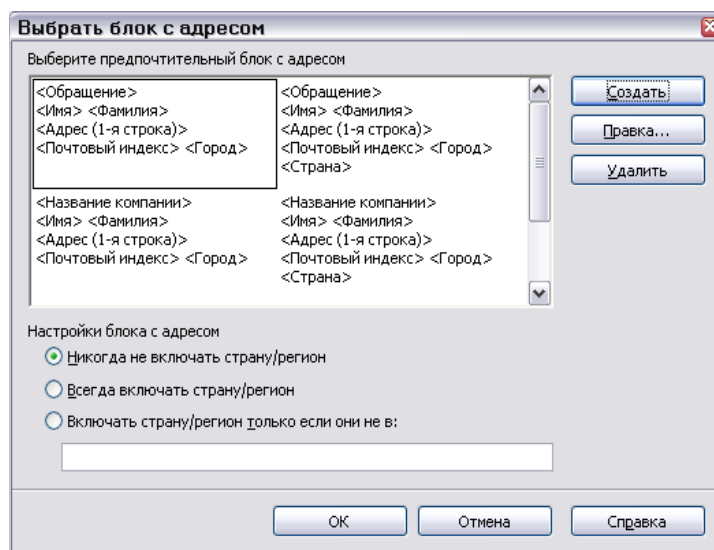 Выбрать блок с адресом
Выберите предпочтительный блок с адресом
<Обращение>
<Имя> <Фамилия>
<Адрес (1-я строка)>
<Почтовый индекс> <Город>
<Обращение>
<Имя> <Фамилия>
<Адрес (1-я строка)>
<Почтовый индекс> <Город>
<Страна>
<Название компании>
<Имя> <Фамилия>
<Адрес (1-я строка)>
<Почтовый индекс> <Город>
<Название компании>
<Имя> <Фамилия>
<Адрес (1-я строка)>
<Почтовый индекс> <Город>
<Страна>
Создать
Правка...
Удалить
Настройки блока с адресом
Никогда не включать страну/регион
Всегда включать страну/регион
Включать страну/регион только если они не в:
ОК
Отмена
Справка